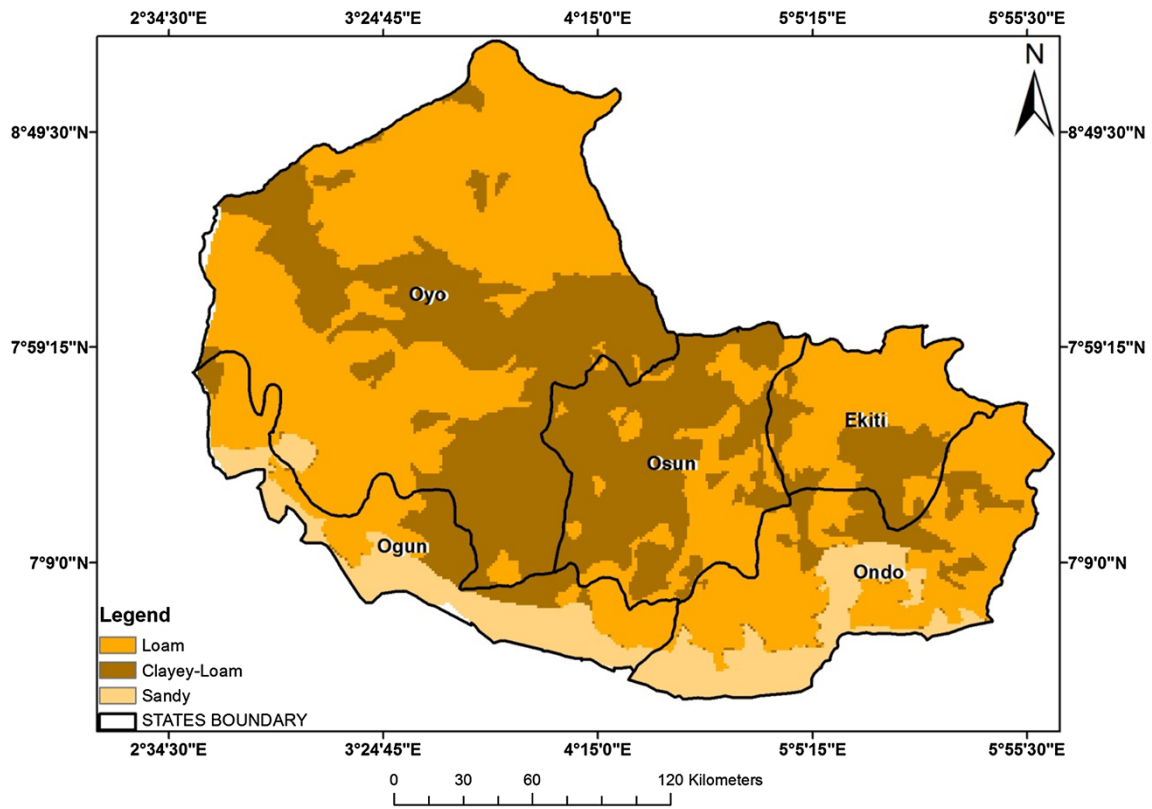 2°34'30"E 3°24'45"E 4°15'0"E 5°5'15"E 5°55'30"E
N
8°49'30"N 8°49'30"N
Oyo
7°59'15"N 7°59'15"N
Ekiti
Osun
Ogun
7°9'0"N 7°9'0"N
Ondo
Legend
Loam
Clayey-Loam
Sandy
STATES BOUNDARY
2°34'30"E 3°24'45"E 4°15'0"E 5°5'15"E 5°55'30"E
0 30 60 120 Kilometers